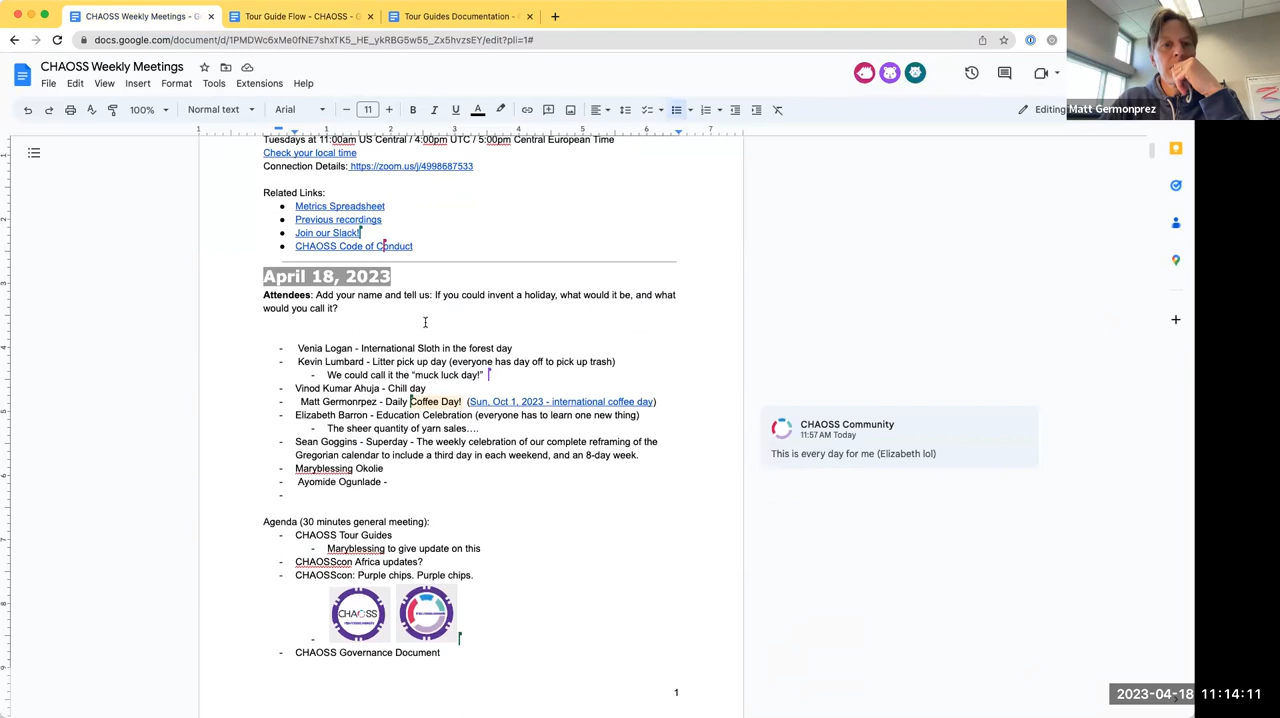 CHAOSS Weekly Meetings - G
Tour Guide Flow - CHAOSS - G
Tour Guides Documentation -
docs.google.com/document/d/1PMDWc6xMe0fNE7shxTK5_HE_ykRBG5w55_Zx5hvzsEY/edit?pli=1#
CHAOSS Weekly Meetings
File Edit View Insert Format Tools Extensions Help
100% Normal text Arial 11 Editing
Matt Germonprez
Tuesdays at 11:00am US Central / 4:00pm UTC / 5:00pm Central European Time
Check your local time
Connection Details: https://zoom.us/j/4998687533
Related Links:
● Metrics Spreadsheet
● Previous recordings
● Join our Slack!
● CHAOSS Code of Conduct
April 18, 2023
Attendees: Add your name and tell us: If you could invent a holiday, what would it be, and what
would you call it?
- Venia Logan - International Sloth in the forest day
- Kevin Lumbard - Litter pick up day (everyone has day off to pick up trash)
- We could call it the "muck luck day!"
- Vinod Kumar Ahuja - Chill day
- Matt Germonrpez - Daily Coffee Day! (Sun, Oct 1, 2023 - international coffee day)
- Elizabeth Barron - Education Celebration (everyone has to learn one new thing)
- The sheer quantity of yarn sales....
- Sean Goggins - Superday - The weekly celebration of our complete reframing of the
Gregorian calendar to include a third day in each weekend, and an 8-day week.
- Maryblessing Okolie
- Ayomide Ogunlade -
-
CHAOSS Community
11:57 AM Today
This is every day for me (Elizabeth lol)
Agenda (30 minutes general meeting):
- CHAOSS Tour Guides
- Maryblessing to give update on this
- CHAOSScon Africa updates?
- CHAOSScon: Purple chips. Purple chips.
CHAOSS
-
- CHAOSS Governance Document
1
2023-04-18 11:14:11